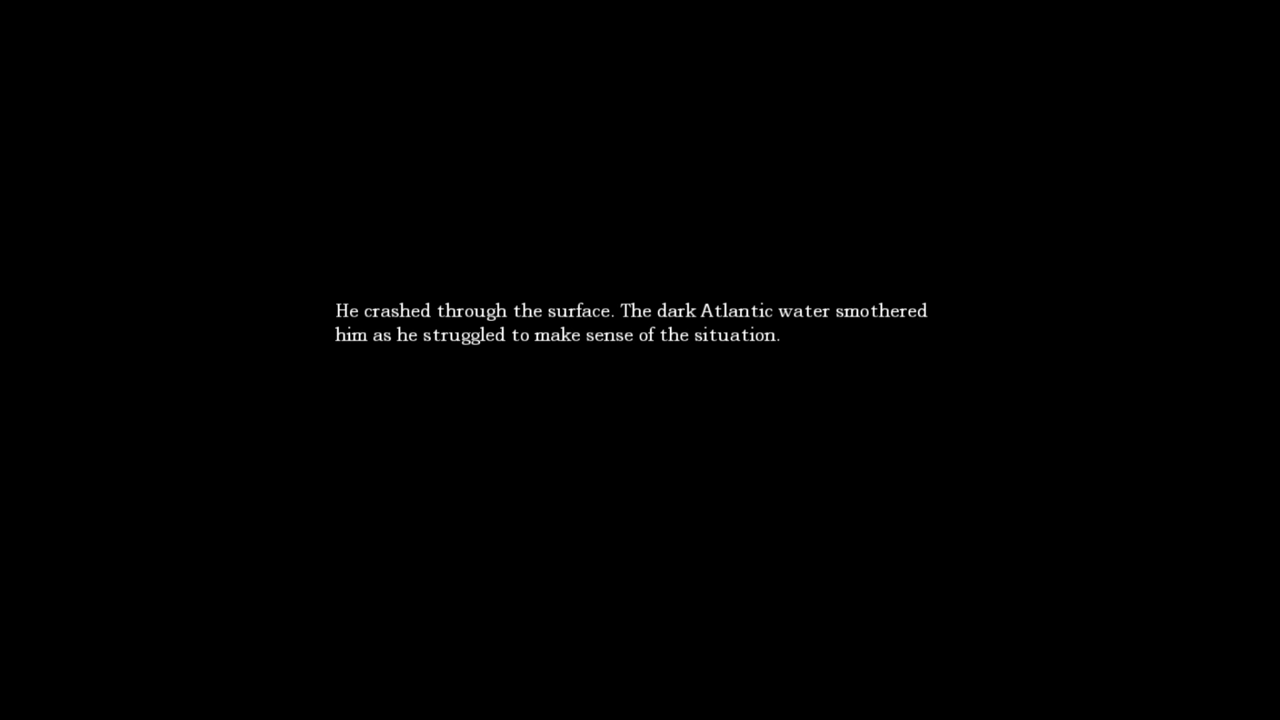 He crashed through the surface. The dark Atlantic water smothered
him as he struggled to make sense of the situation.